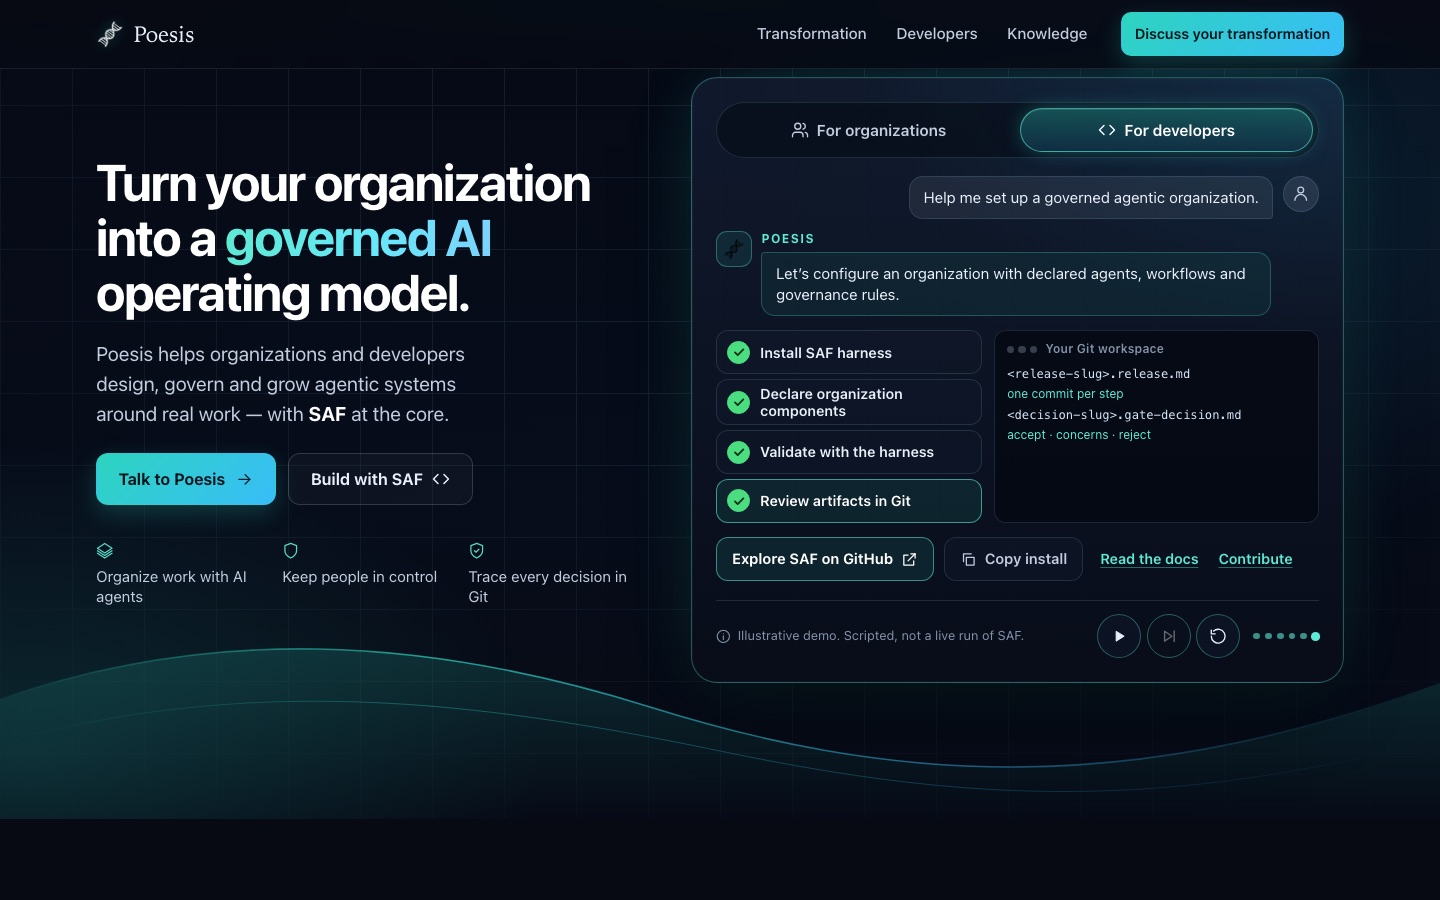 Poesis
Transformation
Developers
Knowledge
Discuss your transformation
Turn your organization
into a governed AI
operating model.
Poesis helps organizations and developers
design, govern and grow agentic systems
around real work — with SAF at the core.
Talk to Poesis
Build with SAF
Organize work with AI
agents
Keep people in control
Trace every decision in
Git
For organizations
For developers
Help me set up a governed agentic organization.
POESIS
Let’s configure an organization with declared agents, workflows and
governance rules.
Install SAF harness
Declare organization
components
Validate with the harness
Review artifacts in Git
Your Git workspace
<release-slug>.release.md
one commit per step
<decision-slug>.gate-decision.md
accept · concerns · reject
Explore SAF on GitHub
Copy install
Read the docs
Contribute
Illustrative demo. Scripted, not a live run of SAF.